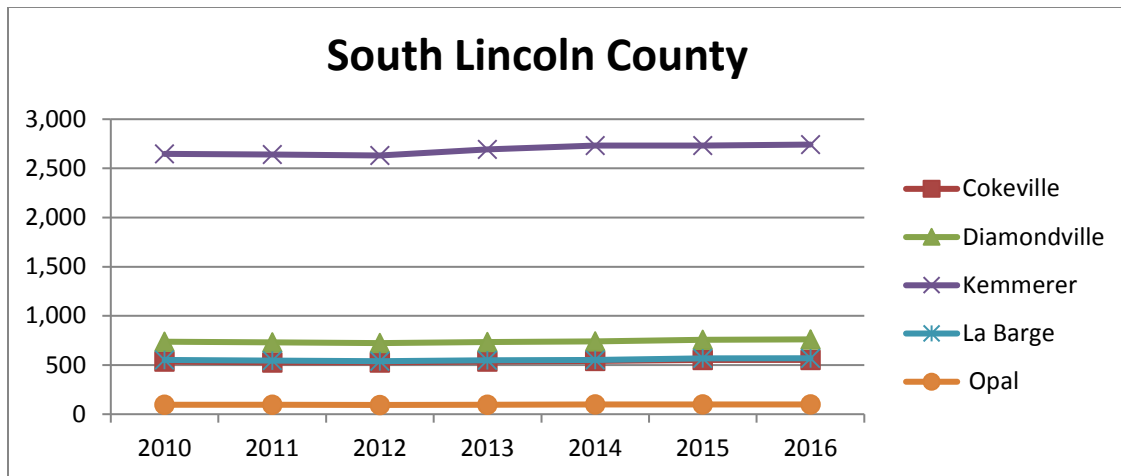 South Lincoln County
3,000
2,500
2,000
1,500
1,000
500
0
2010 2011 2012 2013 2014 2015 2016
Cokeville
Diamondville
Kemmerer
La Barge
Opal